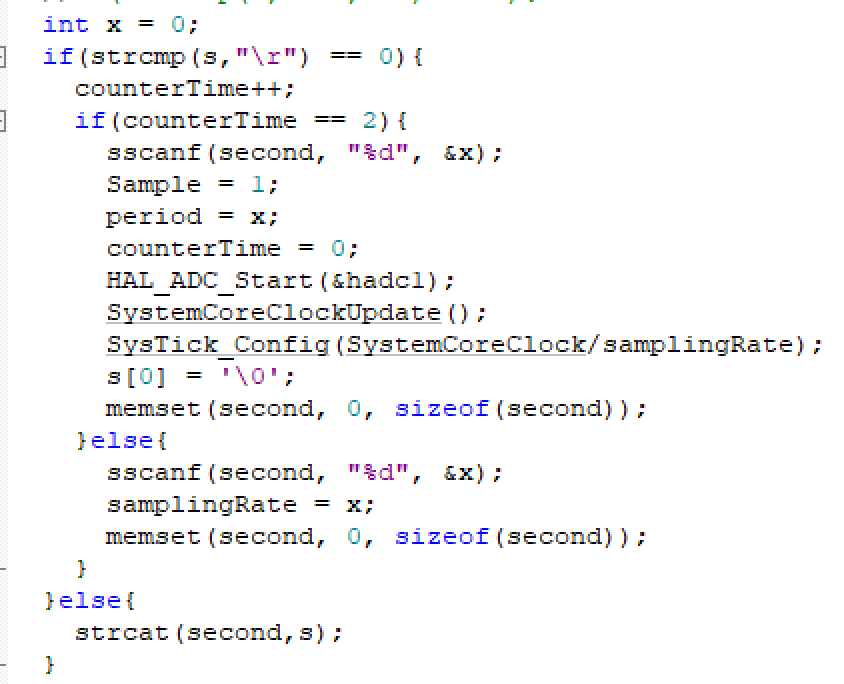 int x = 0;
if(strcmp(s,"\r") == 0){
counterTime++;
if(counterTime == 2){
sscanf(second, "%d", &x);
Sample = 1;
period = x;
counterTime = 0;
HAL_ADC_Start(&hadc1);
SystemCoreClockUpdate();
SysTick_Config(SystemCoreClock/samplingRate);
s[0] = '\0';
memset(second, 0, sizeof(second));
}else{
sscanf(second, "%d", &x);
samplingRate = x;
memset(second, 0, sizeof(second));
}
}else{
strcat(second,s);
}